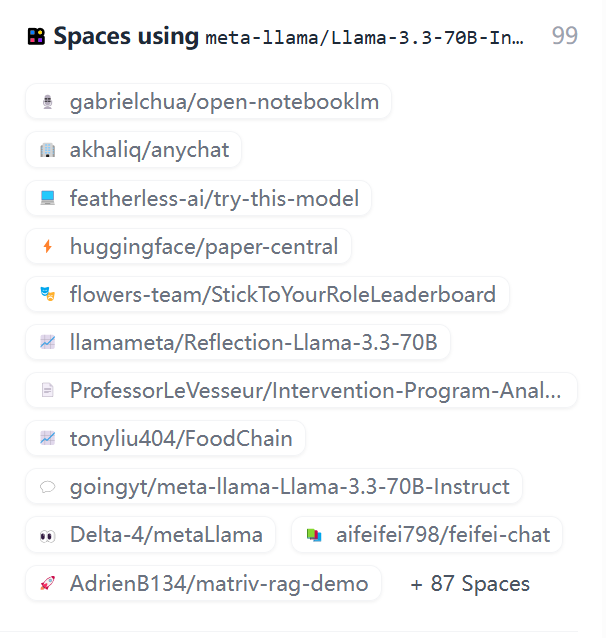 Spaces using meta-llama/Llama-3.3-70B-In… 99
gabrielchua/open-notebooklm
akhaliq/anychat
featherless-ai/try-this-model
huggingface/paper-central
flowers-team/StickToYourRoleLeaderboard
llamameta/Reflection-Llama-3.3-70B
ProfessorLeVesseur/Intervention-Program-Anal…
tonyliu404/FoodChain
goingyt/meta-llama-Llama-3.3-70B-Instruct
Delta-4/metaLlama aifeifei798/feifei-chat
AdrienB134/matriv-rag-demo + 87 Spaces